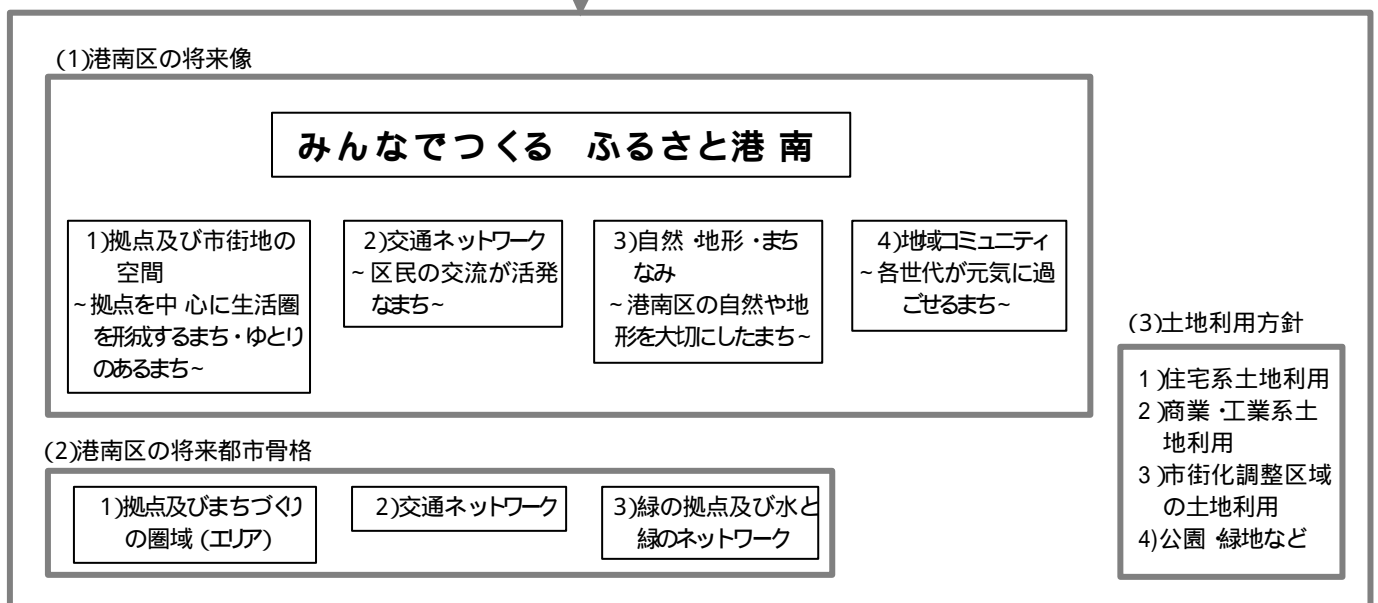 (1)港南区の将来像
みんなでつくる ふるさと港南
1)拠点及び市街地の
空間
~拠点を中心に生活圏
を形成するまち・ゆとり
のあるまち~
2)交通ネットワーク
~区民の交流が活発
なまち~
3)自然・地形・まち
なみ
~港南区の自然や地
形を大切にしたまち~
4)地域コミュニティ
~各世代が元気に過
ごせるまち~
(2)港南区の将来都市骨格
1)拠点及びまちづくり
の圏域(エリア)
2)交通ネットワーク
3)緑の拠点及び水と
緑のネットワーク
(3)土地利用方針
1)住宅系土地利用
2)商業・工業系土
地利用
3)市街化調整区域
の土地利用
4)公園・緑地など